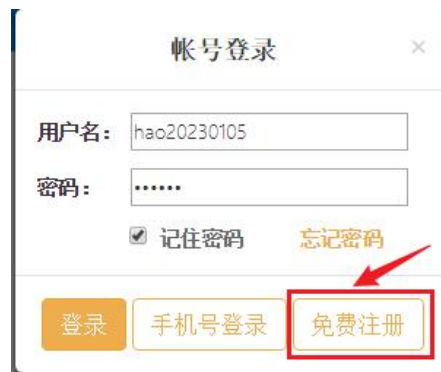 帐号登录 ×
用户名： hao20230105
密码： ••••••
记住密码 忘记密码
登录 手机号登录 免费注册